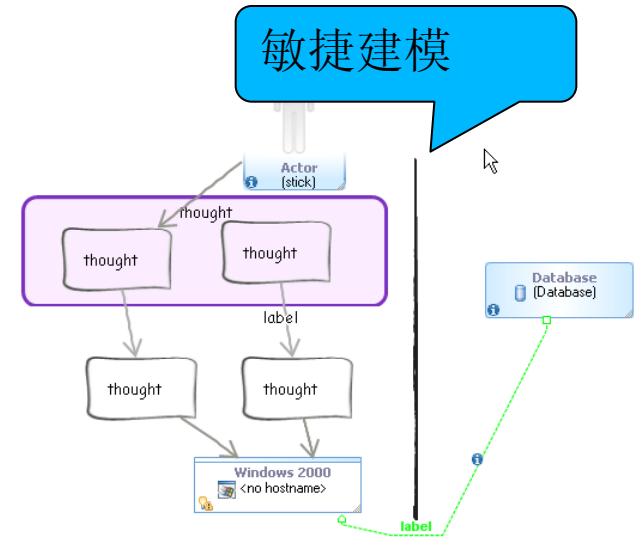 敏捷建模
Actor
(stick)
thought
thought
thought
label
Database
(Database)
thought
thought
Windows 2000
<no hostname>
label